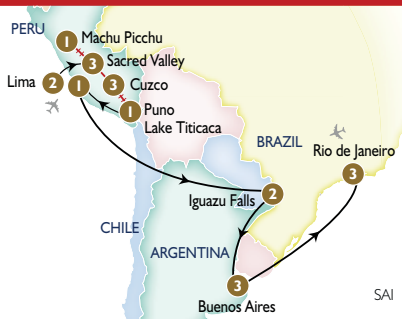 PERU
1 Machu Picchu
3 Sacred Valley
Lima 2
1
3 Cuzco
1 Puno
Lake Titicaca
BRAZIL
Rio de Janeiro
3
Iguazu Falls 2
CHILE
ARGENTINA
3
Buenos Aires
SAI